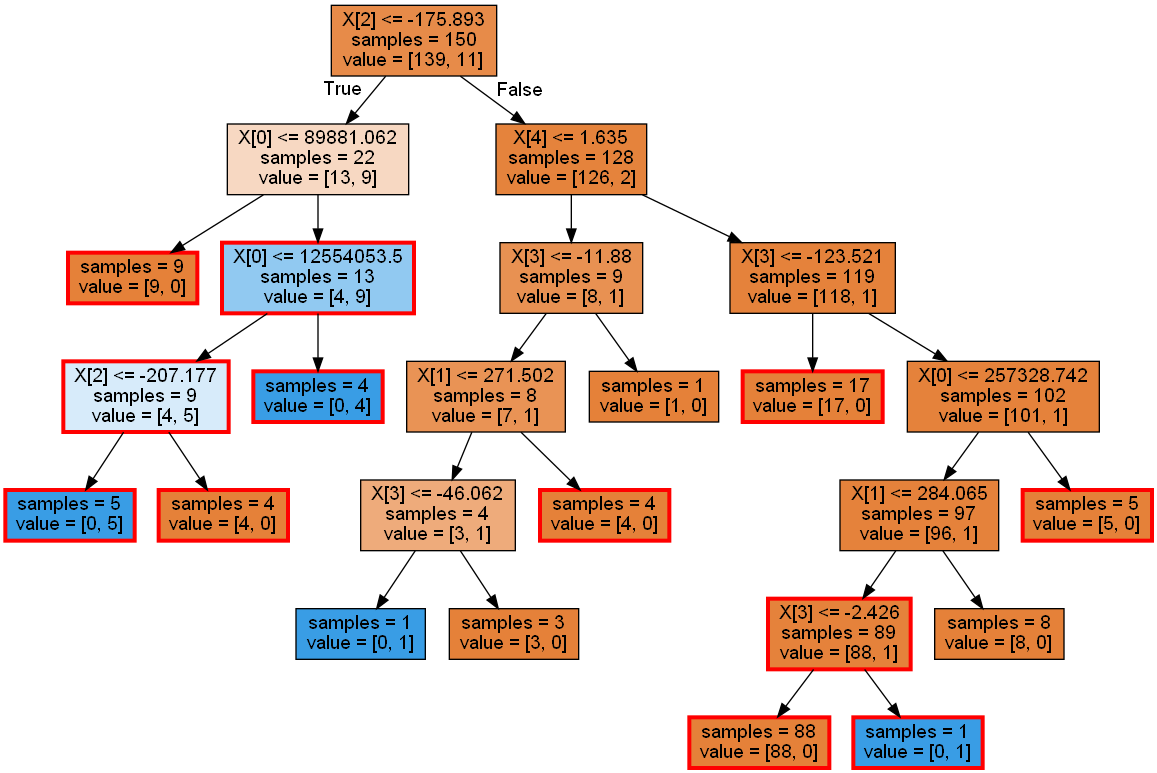 X[2] <= -175.893
samples = 150
value = [139, 11]
True
False
X[0] <= 89881.062
samples = 22
value = [13, 9]
X[4] <= 1.635
samples = 128
value = [126, 2]
samples = 9
value = [9, 0]
X[0] <= 12554053.5
samples = 13
value = [4, 9]
X[3] <= -11.88
samples = 9
value = [8, 1]
X[3] <= -123.521
samples = 119
value = [118, 1]
X[2] <= -207.177
samples = 9
value = [4, 5]
samples = 4
value = [0, 4]
X[1] <= 271.502
samples = 8
value = [7, 1]
samples = 1
value = [1, 0]
samples = 17
value = [17, 0]
X[0] <= 257328.742
samples = 102
value = [101, 1]
samples = 5
value = [0, 5]
samples = 4
value = [4, 0]
X[3] <= -46.062
samples = 4
value = [3, 1]
samples = 4
value = [4, 0]
X[1] <= 284.065
samples = 97
value = [96, 1]
samples = 5
value = [5, 0]
samples = 1
value = [0, 1]
samples = 3
value = [3, 0]
X[3] <= -2.426
samples = 89
value = [88, 1]
samples = 8
value = [8, 0]
samples = 88
value = [88, 0]
samples = 1
value = [0, 1]